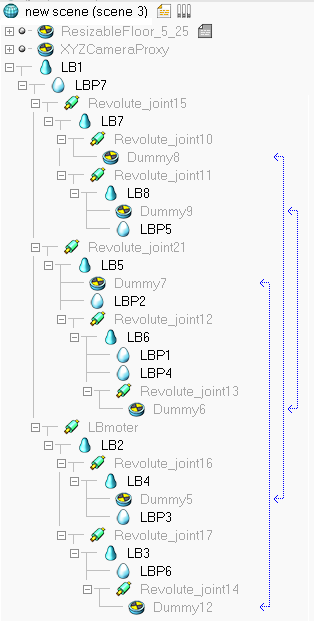 new scene (scene 3)
ResizableFloor_5_25
XYZCameraProxy
LB1
LBP7
Revolute_joint15
LB7
Revolute_joint10
Dummy8
Revolute_joint11
LB8
Dummy9
LBP5
Revolute_joint21
LB5
Dummy7
LBP2
Revolute_joint12
LB6
LBP1
LBP4
Revolute_joint13
Dummy6
LBmoter
LB2
Revolute_joint16
LB4
Dummy5
LBP3
Revolute_joint17
LB3
LBP6
Revolute_joint14
Dummy12